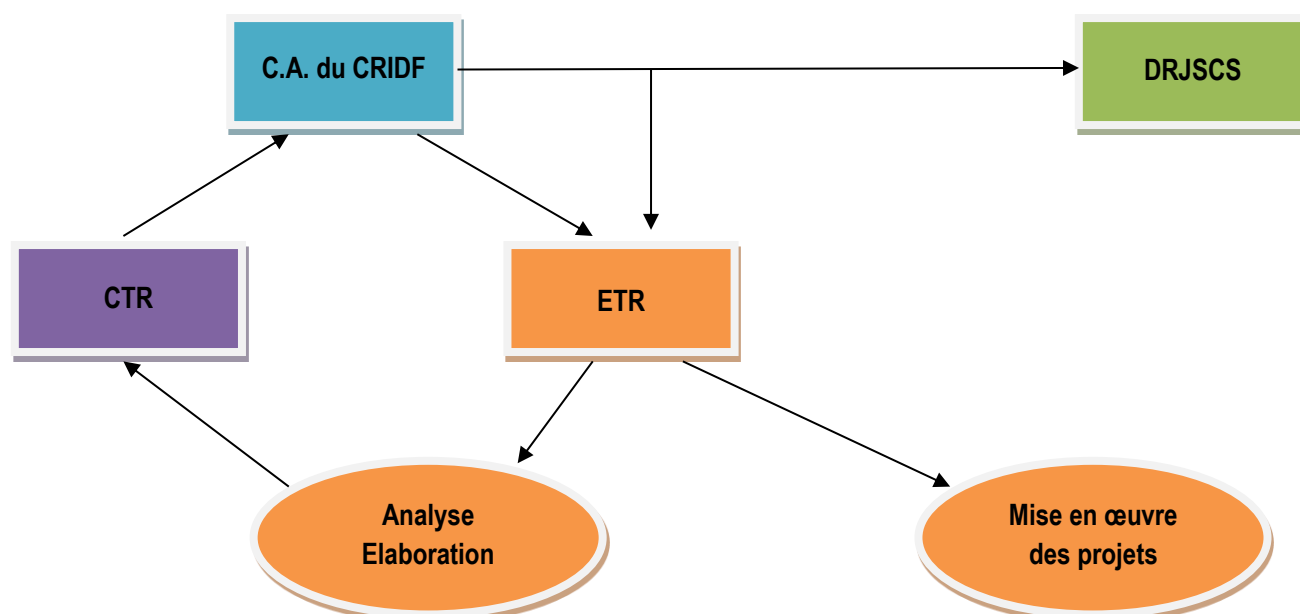 C.A. du CRIDF
DRJSCS
CTR
ETR
Analyse
Elaboration
Mise en œuvre
des projets